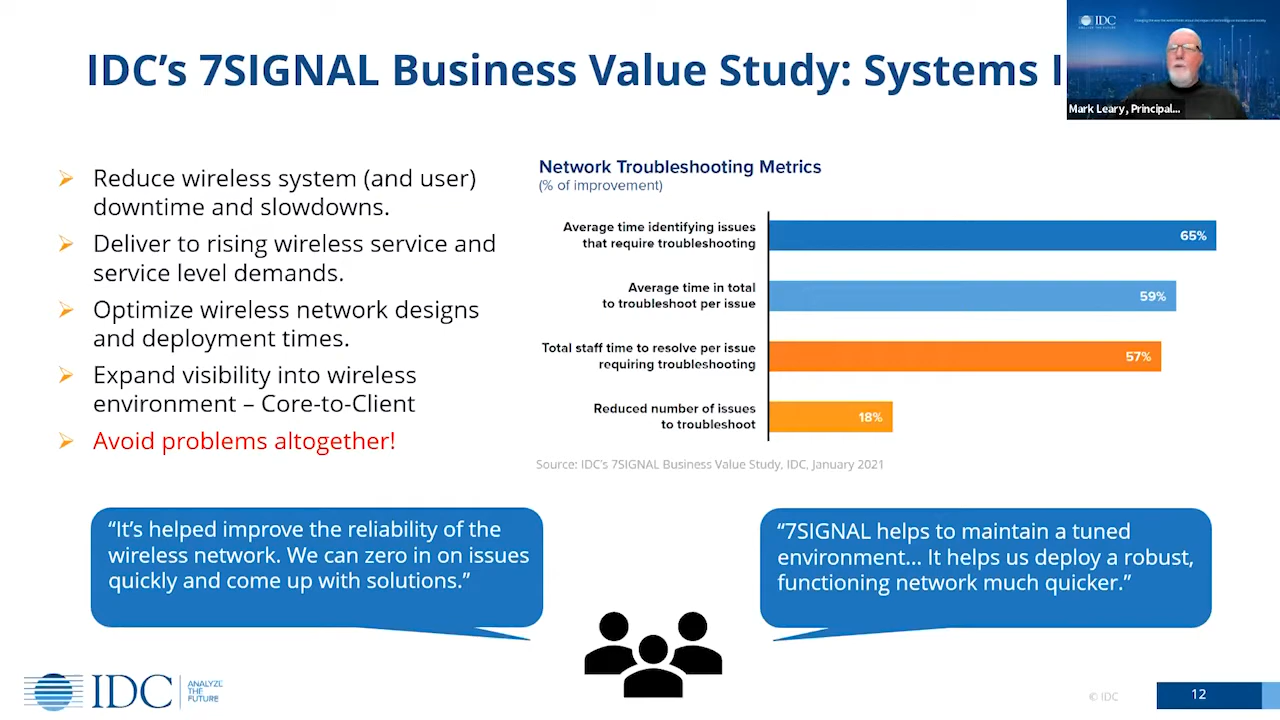 IDC's 7SIGNAL Business Value Study: Systems
IDC
ANALYZE THE FUTURE
Mark Leary, Principal...
➢ Reduce wireless system (and user)
downtime and slowdowns.
➢ Deliver to rising wireless service and
service level demands.
➢ Optimize wireless network designs
and deployment times.
➢ Expand visibility into wireless
environment – Core-to-Client
➢ Avoid problems altogether!
Network Troubleshooting Metrics
(% of improvement)
Average time identifying issues
that require troubleshooting
65%
Average time in total
to troubleshoot per issue
59%
Total staff time to resolve per issue
requiring troubleshooting
57%
Reduced number of issues
to troubleshoot
18%
Source: IDC's 7SIGNAL Business Value Study, IDC, January 2021
“It's helped improve the reliability of the
wireless network. We can zero in on issues
quickly and come up with solutions.”
“7SIGNAL helps to maintain a tuned
environment... It helps us deploy a robust,
functioning network much quicker.”
IDC
ANALYZE
THE
FUTURE
© IDC
12